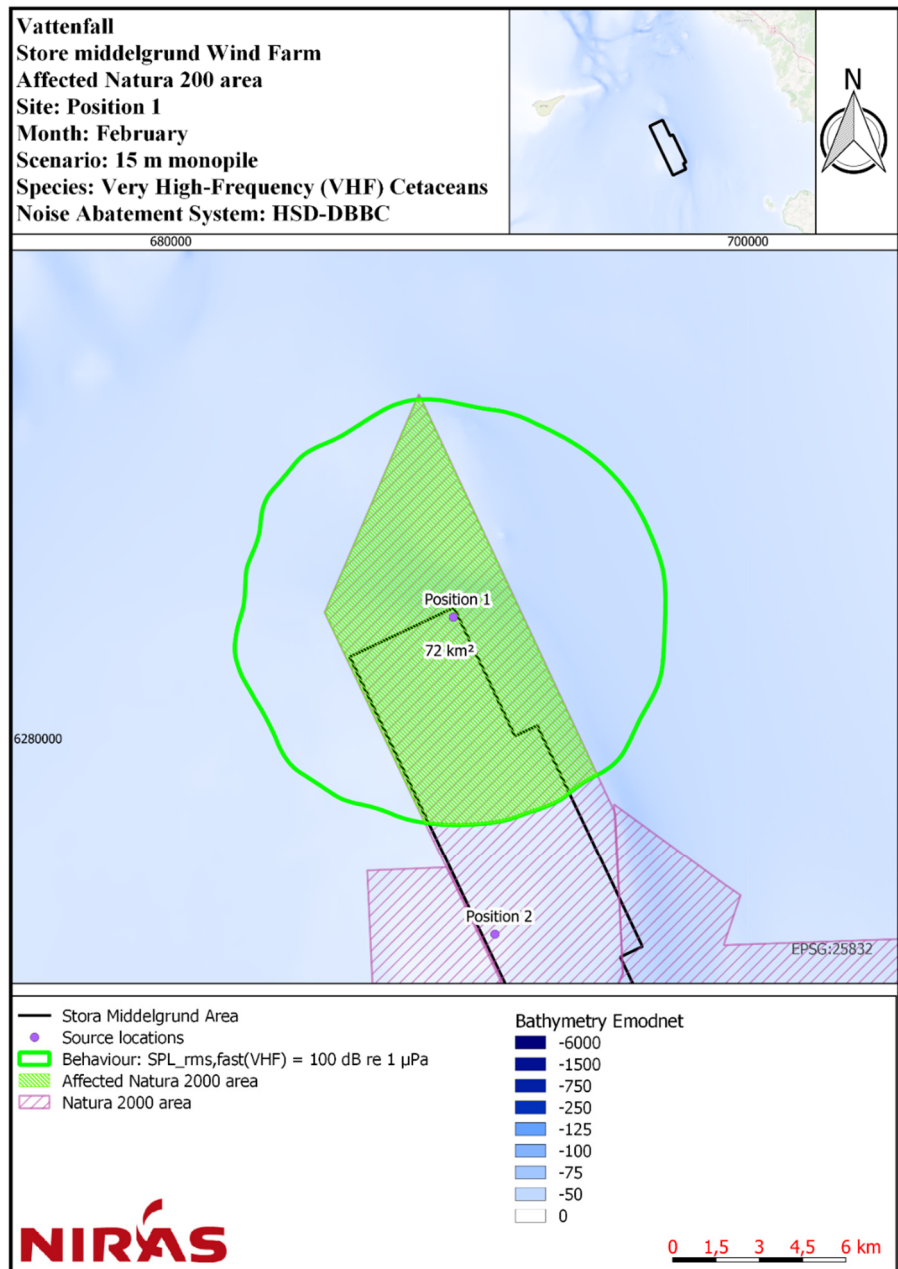 Vattenfall
Store middelgrund Wind Farm
Affected Natura 200 area
Site: Position 1
Month: February
Scenario: 15 m monopile
Species: Very High-Frequency (VHF) Cetaceans
Noise Abatement System: HSD-DBBC
N
680000
700000
Position 1
72 km²
6280000
Position 2
EPSG:25832
Stora Middelgrund Area
Source locations
Behaviour: SPL_rms,fast(VHF) = 100 dB re 1 µPa
Affected Natura 2000 area
Natura 2000 area
Bathymetry Emodnet
-6000
-1500
-750
-250
-125
-100
-75
-50
0
NIRAS
0 1,5 3 4,5 6 km